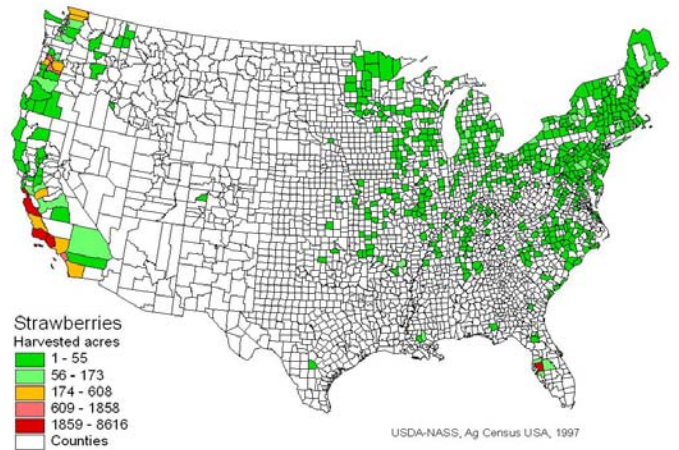 Strawberries
Harvested acres
1 - 55
56 - 173
174 - 608
609 - 1858
1859 - 8616
Counties
USDA-NASS, Ag Census USA, 1997